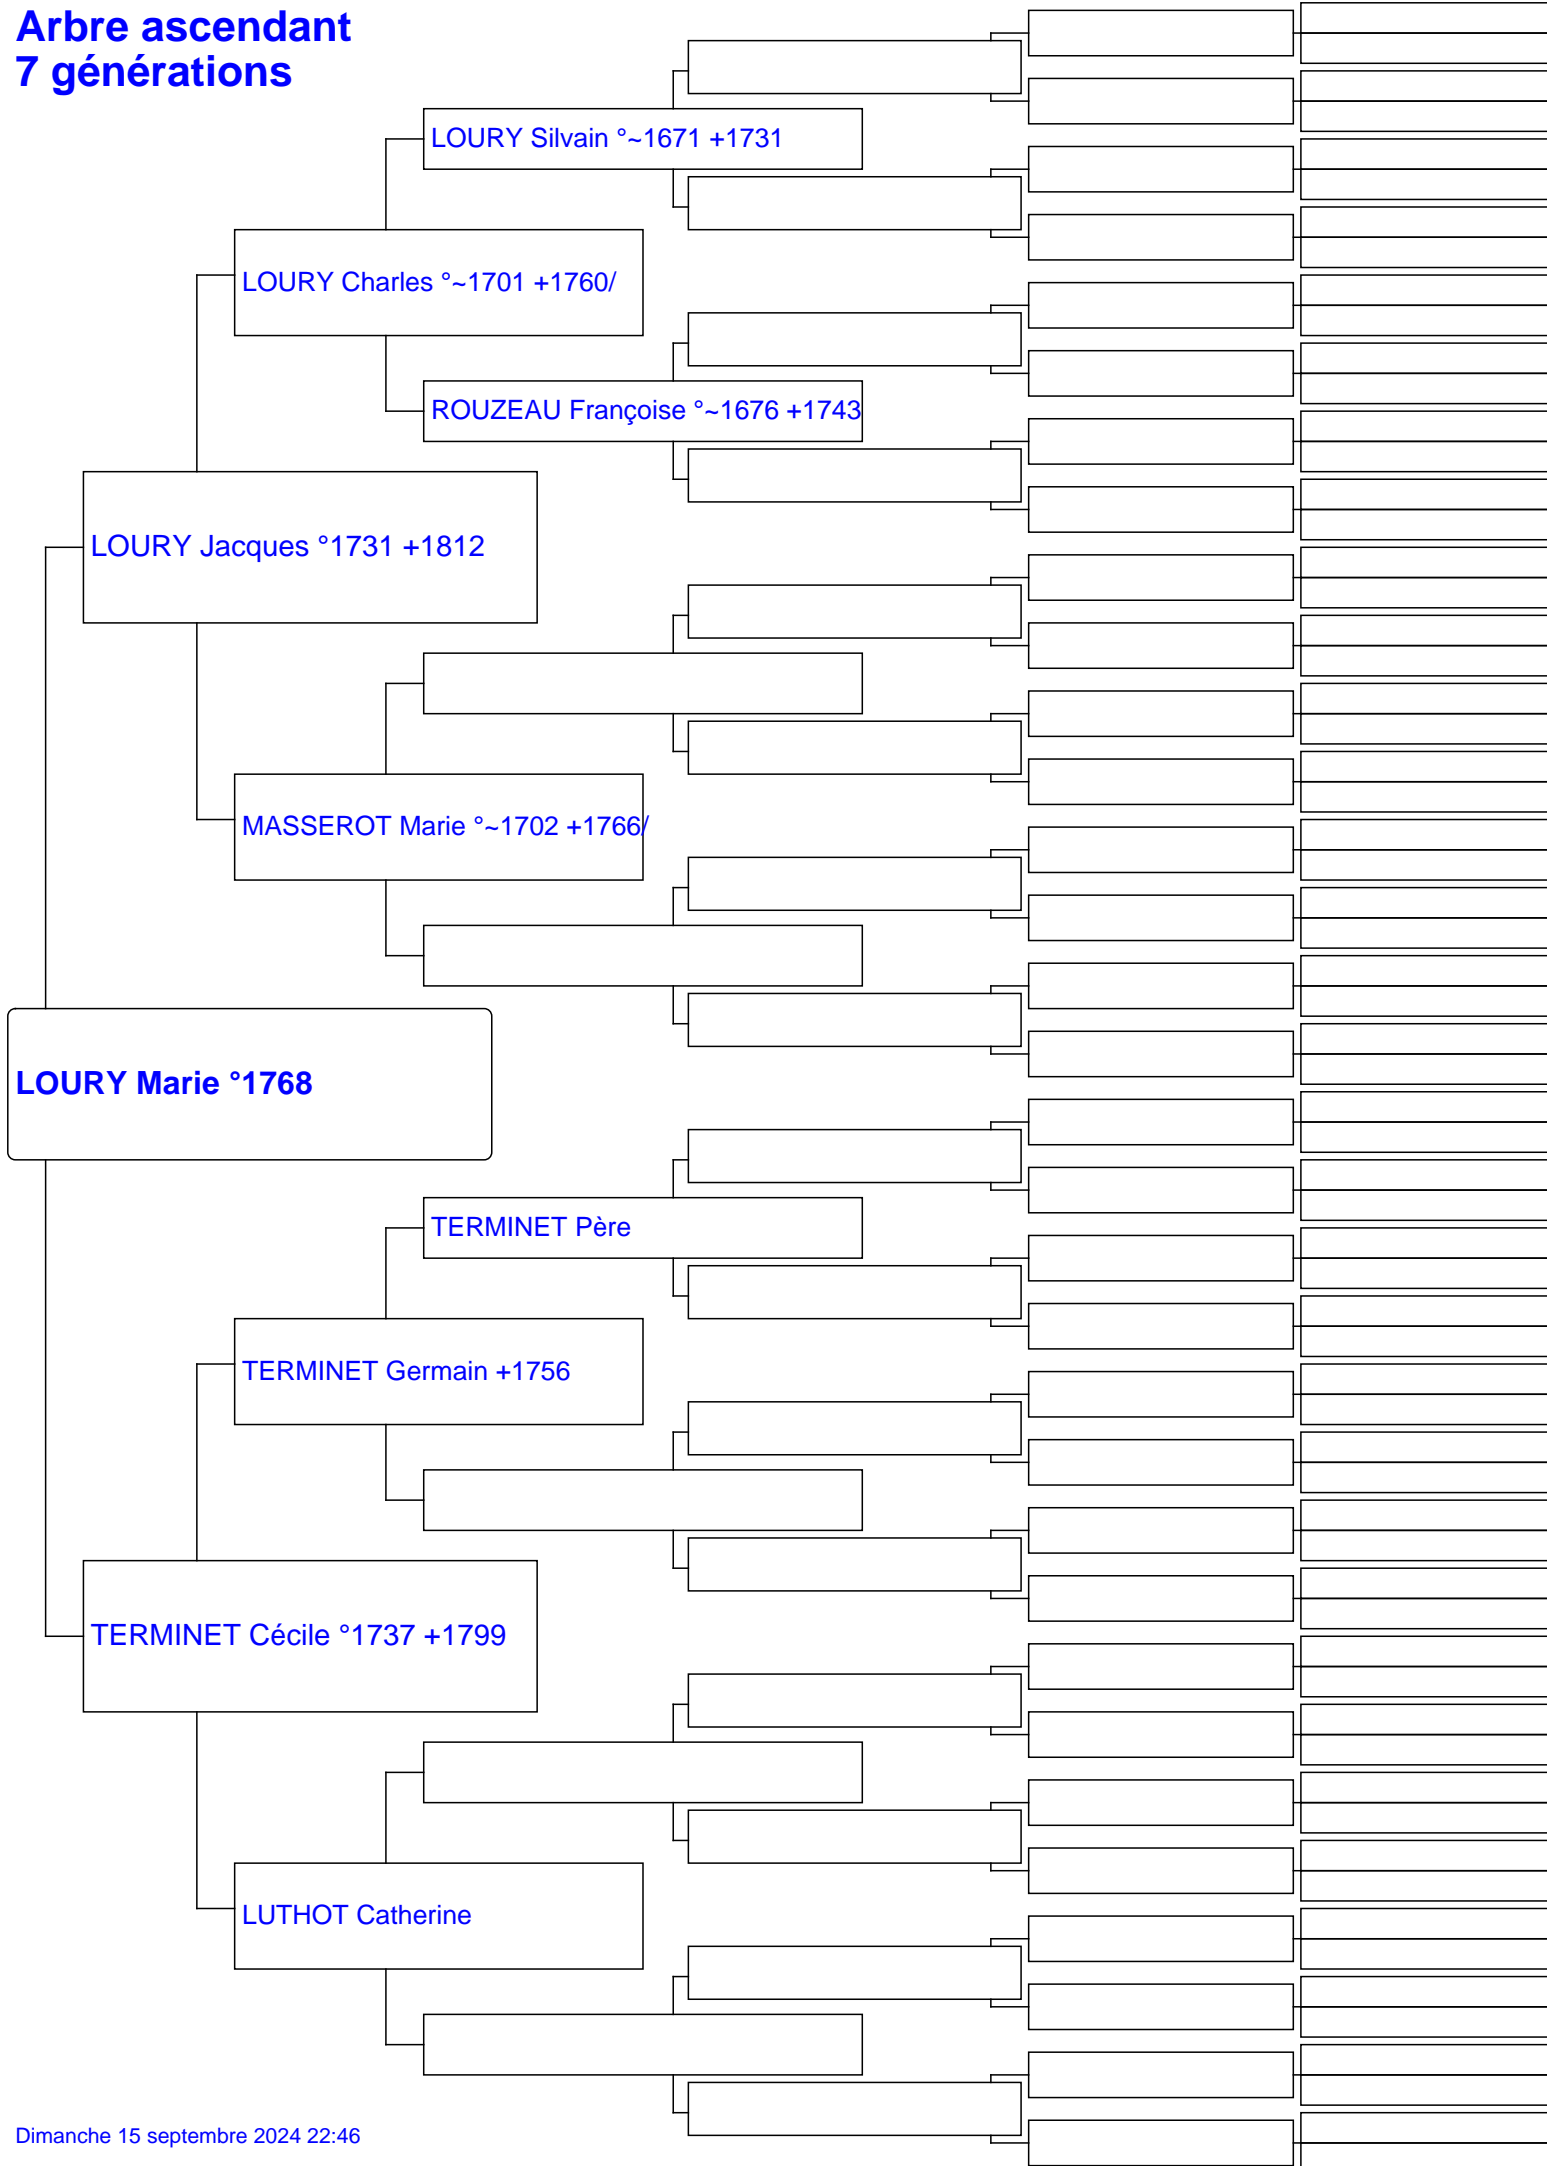 Arbre ascendant
7 générations
LOURY Silvain °~1671 +1731
LOURY Charles °~1701 +1760/
ROUZEAU Françoise °~1676 +1743
LOURY Jacques °1731 +1812
MASSEROT Marie °~1702 +1766/
LOURY Marie °1768
TERMINET Père
TERMINET Germain +1756
TERMINET Cécile °1737 +1799
LUTHOT Catherine
Dimanche 15 septembre 2024 22:46